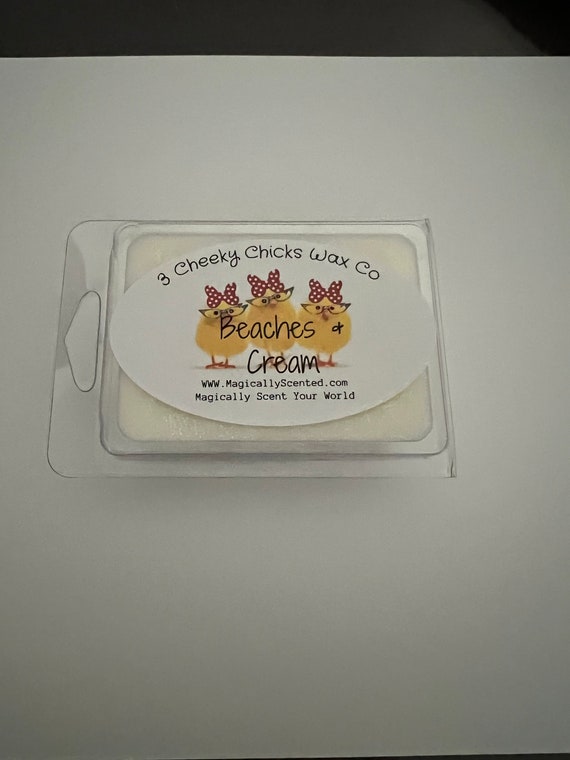 3 Cheeky Chicks Wax Co
Beaches &
Cream
WWW.MagicallyScented.com
Magically Scent Your World